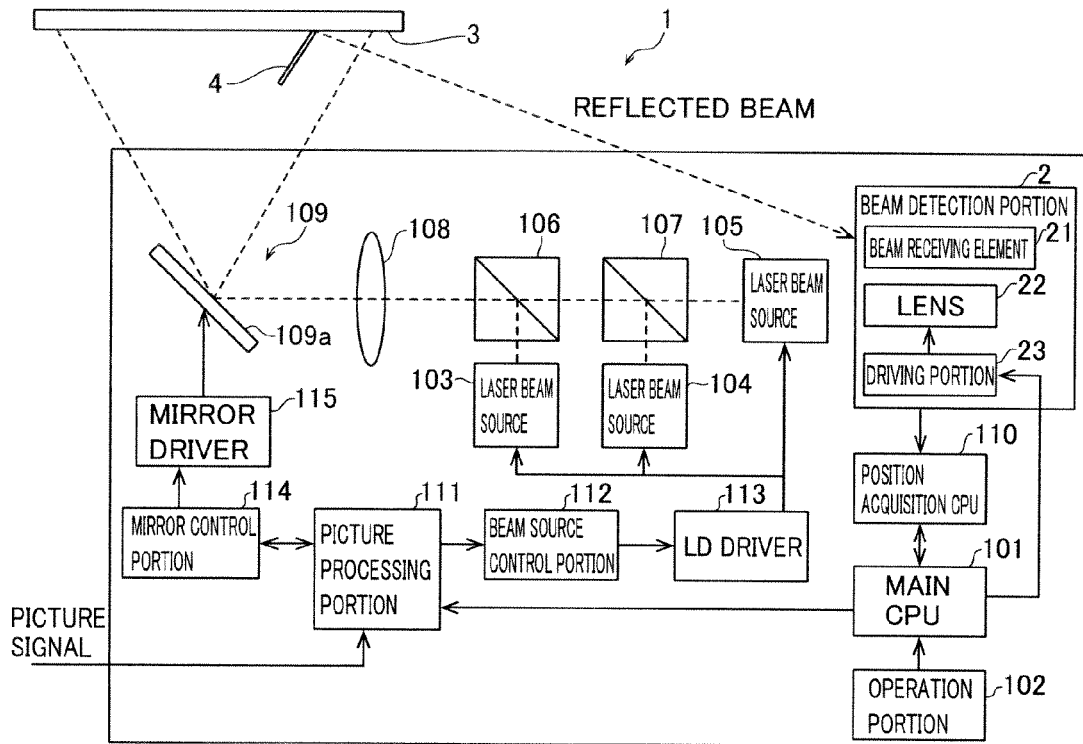 3
1
4
REFLECTED BEAM
2
BEAM DETECTION PORTION
21
BEAM RECEIVING ELEMENT
22
LENS
23
DRIVING PORTION
109
108
106
107
105
LASER BEAM
SOURCE
109a
103
LASER BEAM
SOURCE
LASER BEAM
SOURCE
104
115
MIRROR
DRIVER
110
POSITION
ACQUISITION CPU
114
MIRROR CONTROL
PORTION
111
PICTURE
PROCESSING
PORTION
112
BEAM SOURCE
CONTROL PORTION
113
LD DRIVER
101
MAIN
CPU
PICTURE
SIGNAL
OPERATION
PORTION
102